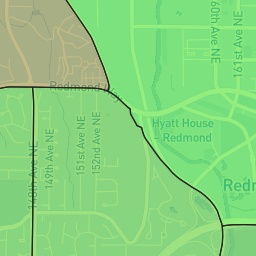 60th Ave NE
161st Ave NE
Redmond Way
Hyatt House
- Redmond
148th Ave NE
149th Ave NE
151st Ave NE
152nd Ave NE
Redm